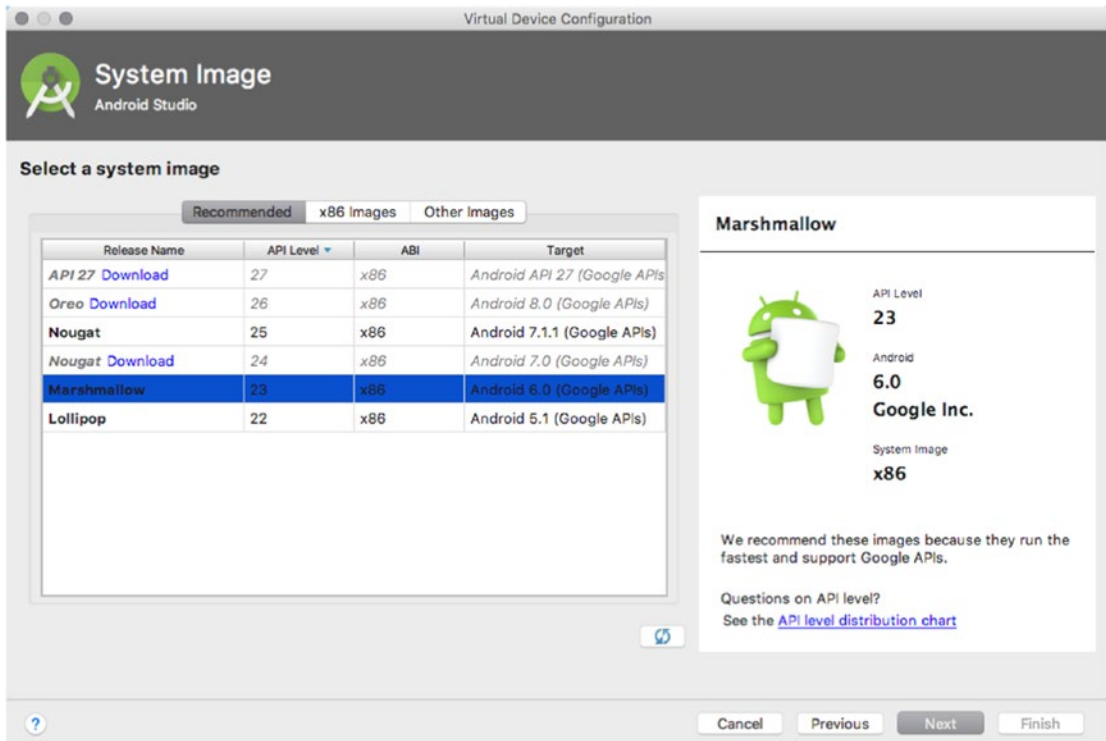 Virtual Device Configuration
System Image
Android Studio
Select a system image
Recommended x86 Images Other Images
Release Name API Level ABI Target
API 27 Download 27 x86 Android API 27 (Google APIs
Oreo Download 26 x86 Android 8.0 (Google APIs)
Nougat 25 x86 Android 7.1.1 (Google APIs)
Nougat Download 24 x86 Android 7.0 (Google APIs)
Marshmallow 23 x86 Android 6.0 (Google APIs)
Lollipop 22 x86 Android 5.1 (Google APIs)
Marshmallow
API Level
23
Android
6.0
Google Inc.
System Image
x86
We recommend these images because they run the
fastest and support Google APIs.
Questions on API level?
See the API level distribution chart
? Cancel Previous Next Finish